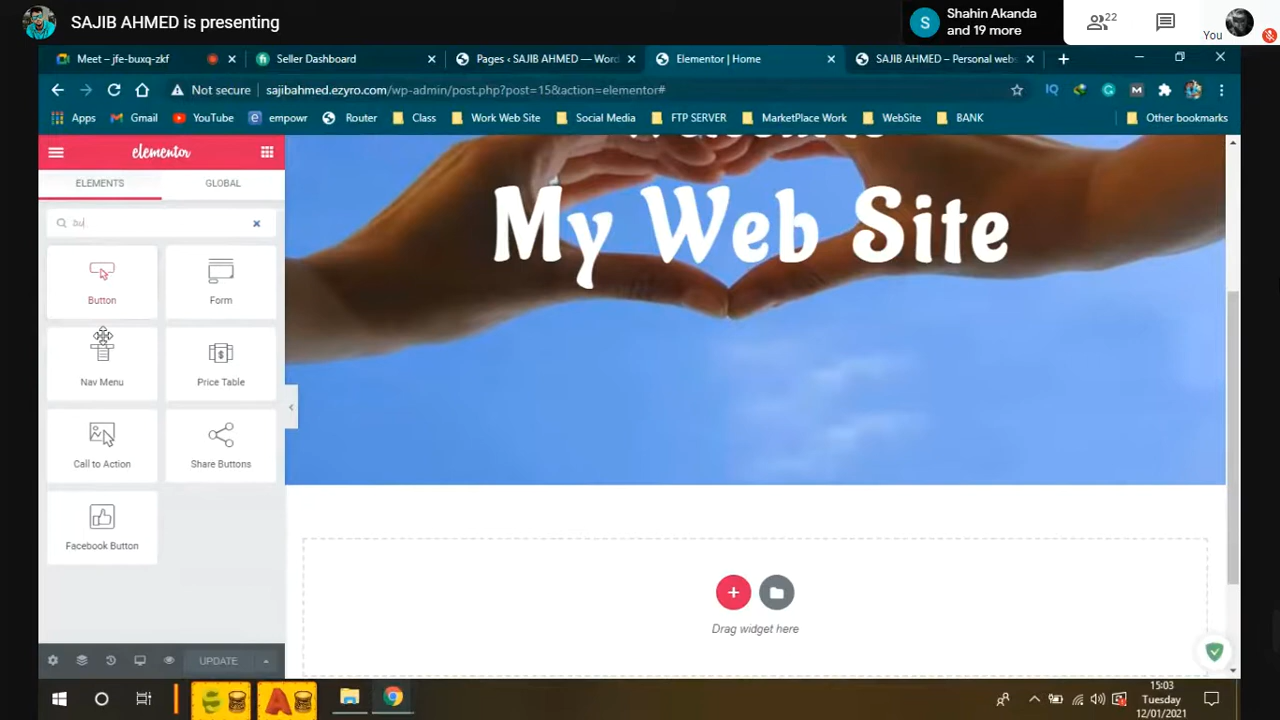 SAJIB AHMED is presenting
S
Shahin Akanda
and 19 more
22
You
Meet – jfe-buxq-zkf
Seller Dashboard
Pages ‹ SAJIB AHMED — Word
Elementor | Home
SAJIB AHMED – Personal webs
Not secure
sajibahmed.ezyro.com/wp-admin/post.php?post=15&action=elementor#
IQ
M
Apps
Gmail
YouTube
empowr
Router
Class
Work Web Site
Social Media
FTP SERVER
MarketPlace Work
WebSite
BANK
Other bookmarks
elementor
ELEMENTS
GLOBAL
Button
Form
Nav Menu
Price Table
Call to Action
Share Buttons
Facebook Button
UPDATE
My Web Site
Drag widget here
15:03
Tuesday
12/01/2021